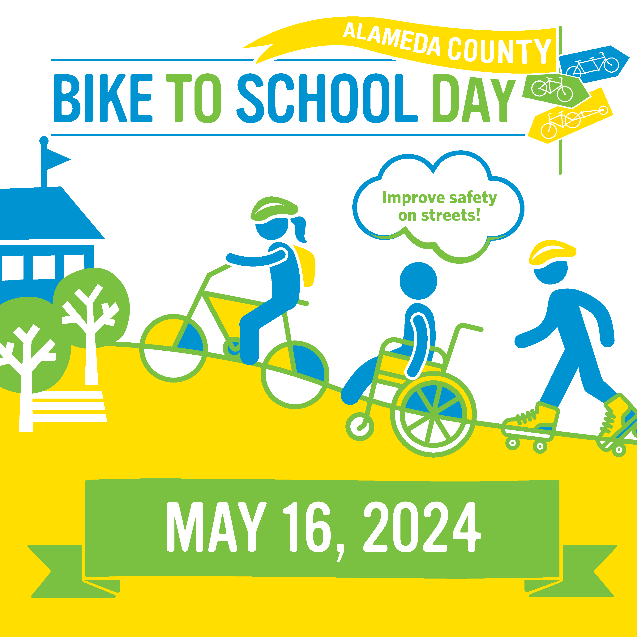 ALAMEDA COUNTY
BIKE TO SCHOOL DAY
Improve safety
on streets!
MAY 16, 2024